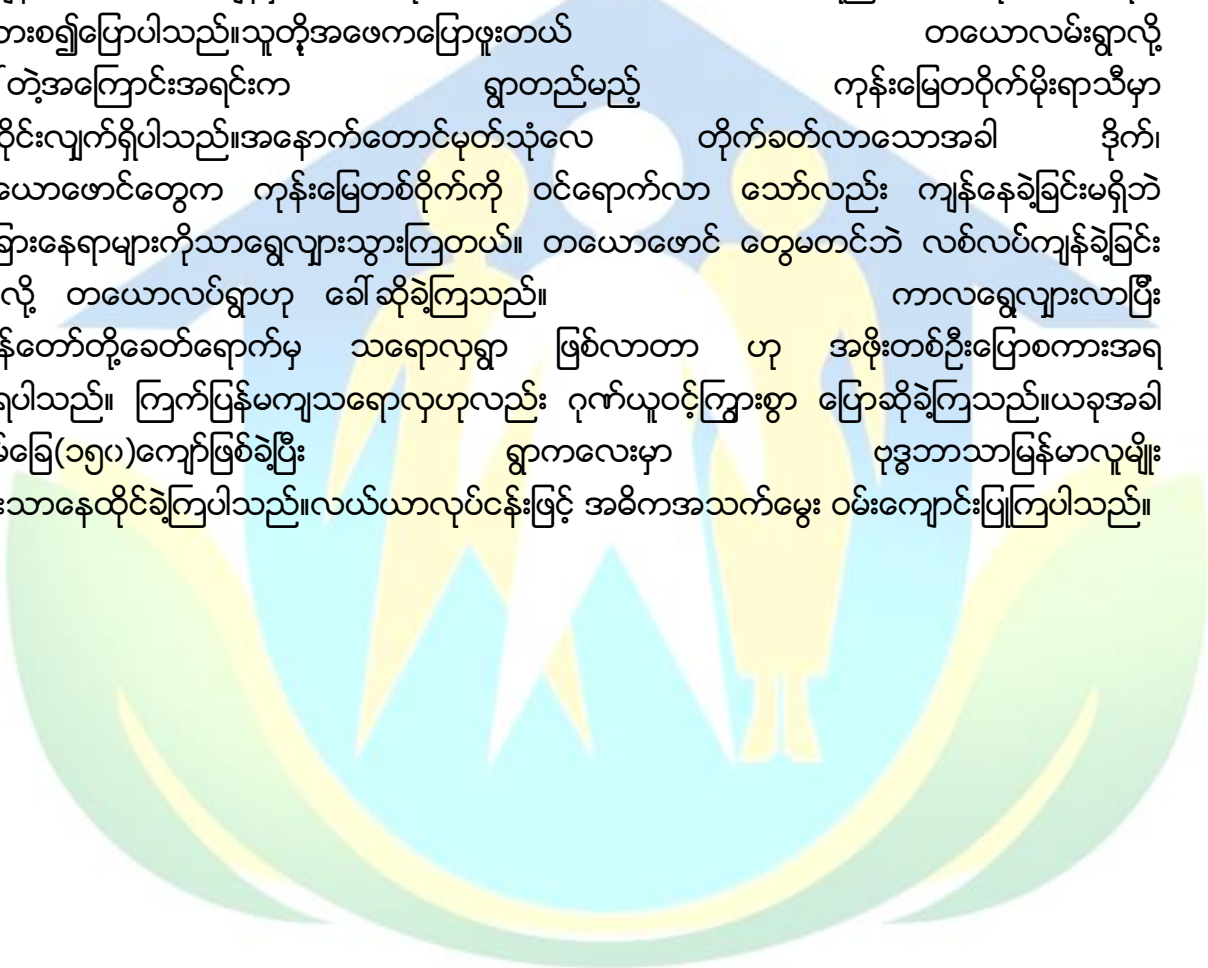 စ၍ပြောပါသည်။သူတို့အဖေကပြောဖူးတယ် တယောလမ်းရွာလို့
တဲ့အကြောင်းအရင်းက ရွာတည်မည့် ကုန်းမြေတဝိုက်မိုးရာသီမှာ
ဝိုင်းလျက်ရှိပါသည်။အနောက်တောင်မုတ်သုံလေ တိုက်ခတ်လာသောအခါ ဒိုက်၊
ယောဖောင်တွေက ကုန်းမြေတစ်ဝိုက်ကို ဝင်ရောက်လာ သော်လည်း ကျန်နေခဲ့ခြင်းမရှိဘဲ
ခြားနေရာများကိုသာရွေ့လျားသွားကြတယ်။ တယောဖောင် တွေမတင်ဘဲ လစ်လပ်ကျန်ခဲ့ခြင်း
လို့ တယောလပ်ရွာဟု ခေါ်ဆိုခဲ့ကြသည်။ ကာလရွေ့လျားလာပြီး
န်တော်တို့ခေတ်ရောက်မှ သရောလှရွာ ဖြစ်လာတာ ဟု အဖိုးတစ်ဦးပြောစကားအရ
ရပါသည်။ ကြက်ပြန်မကျသရောလှဟုလည်း ဂုဏ်ယူဝင့်ကြွားစွာ ပြောဆိုခဲ့ကြသည်။ယခုအခါ
မ်ခြေ(၁၅၀)ကျော်ဖြစ်ခဲ့ပြီး ရွာကလေးမှာ ဗုဒ္ဓဘာသာမြန်မာလူမျိုး
သာနေထိုင်ခဲ့ကြပါသည်။လယ်ယာလုပ်ငန်းဖြင့် အဓိကအသက်မွေး ဝမ်းကျောင်းပြုကြပါသည်။